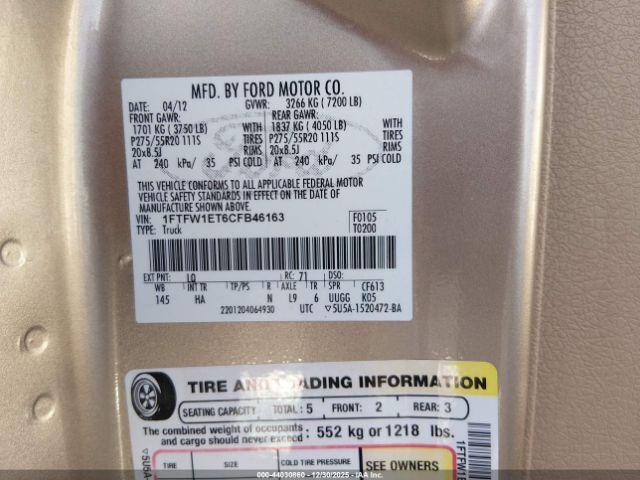 MFD. BY FORD MOTOR CO.
DATE: 04/12 GVWR: 3266 KG (7200 LB)
FRONT GAWR: REAR GAWR:
1701 KG (3750 LB) WITH 1837 KG (4050 LB) WITH
P275/55R20 111S TIRES P275/55R20 111S TIRES
20x8.5J RIMS 20x8.5J RIMS
AT 240 kPa/ 35 PSI COLD AT 240 kPa/ 35 PSI COLD
THIS VEHICLE CONFORMS TO ALL APPLICABLE FEDERAL MOTOR
VEHICLE SAFETY STANDARDS IN EFFECT ON THE DATE OF
MANUFACTURE SHOWN ABOVE.
VIN: 1FTFW1ET6CFB46163 F0105
TYPE: Truck T0200
EXT PNT: LQ RC: 71 DSO:
WB INT TR TP/PS R AXLE TR SPR CF613
145 HA N L9 6 UUGG K05
2201204064930 UTC ▽5U5A-1520472-BA
TIRE AND LOADING INFORMATION
SEATING CAPACITY TOTAL: 5 FRONT: 2 REAR: 3
The combined weight of occupants
and cargo should never exceed: 552 kg or 1218 lbs.
TIRE SIZE COLD TIRE PRESSURE SEE OWNERS
▽5U5A-
1FTFW1E
Copart 44030860 - 12/30/2025 - IAA Inc.